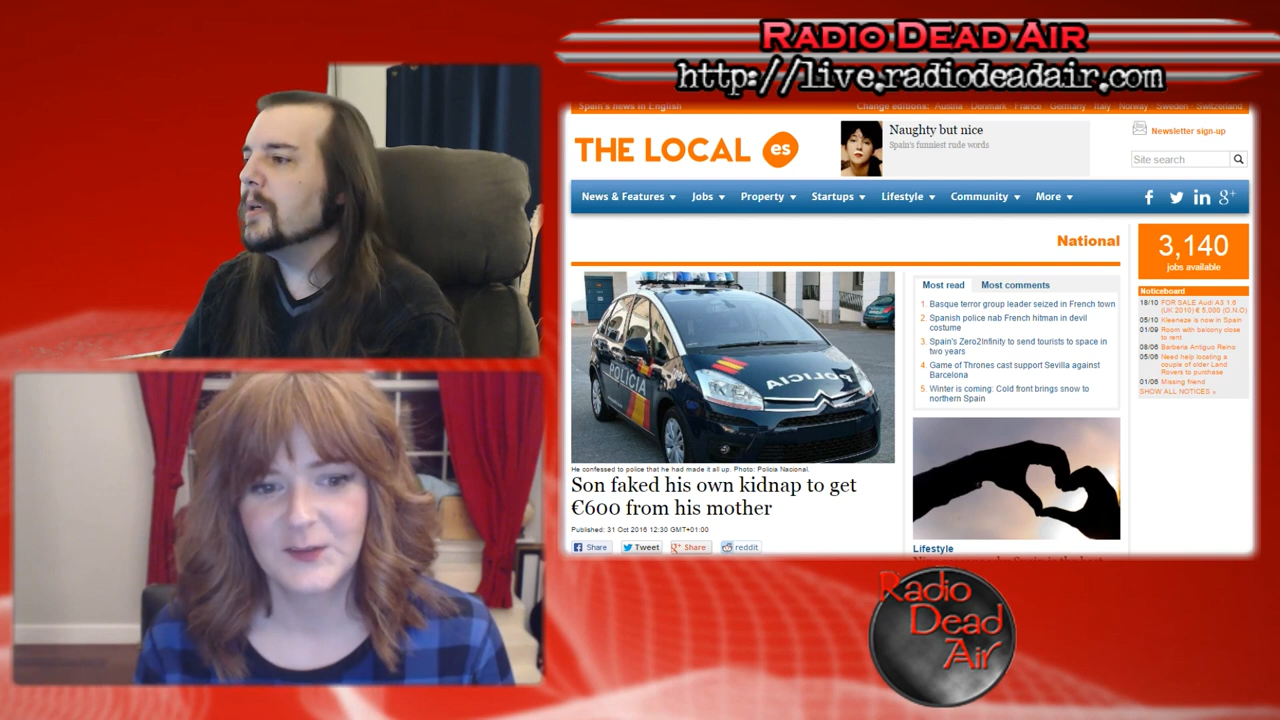 RADIO DEAD AIR
http://live.radiodeadair.com
Spain's news in English
Change editions: Austria Denmark France Germany Italy Norway Sweden Switzerland
THE LOCAL es
Naughty but nice
Spain's funniest rude words
Newsletter sign-up
Site search
News & Features Jobs Property Startups Lifestyle Community More
National
3,140
jobs available
Noticeboard
18/10 FOR SALE Audi A3 1.6
(UK 2010) € 5,000 (O.N.O)
05/10 Kleeneze is now in Spain
01/09 Room with balcony close
to rent
08/06 Barbaria Antiguo Reino
05/06 Need help locating a
couple of older Land
Rovers to purchase
01/06 Missing friend
SHOW ALL NOTICES »
Most read Most comments
1. Basque terror group leader seized in French town
2. Spanish police nab French hitman in devil
costume
3. Spain's Zero2Infinity to send tourists to space in
two years
4. Game of Thrones cast support Sevilla against
Barcelona
5. Winter is coming: Cold front brings snow to
northern Spain
POLICIA
POLICIA
He confessed to police that he had made it all up. Photo: Policia Nacional.
Son faked his own kidnap to get
€600 from his mother
Published: 31 Oct 2016 12:30 GMT+01:00
Share Tweet Share reddit
Lifestyle
Radio
Dead
Air